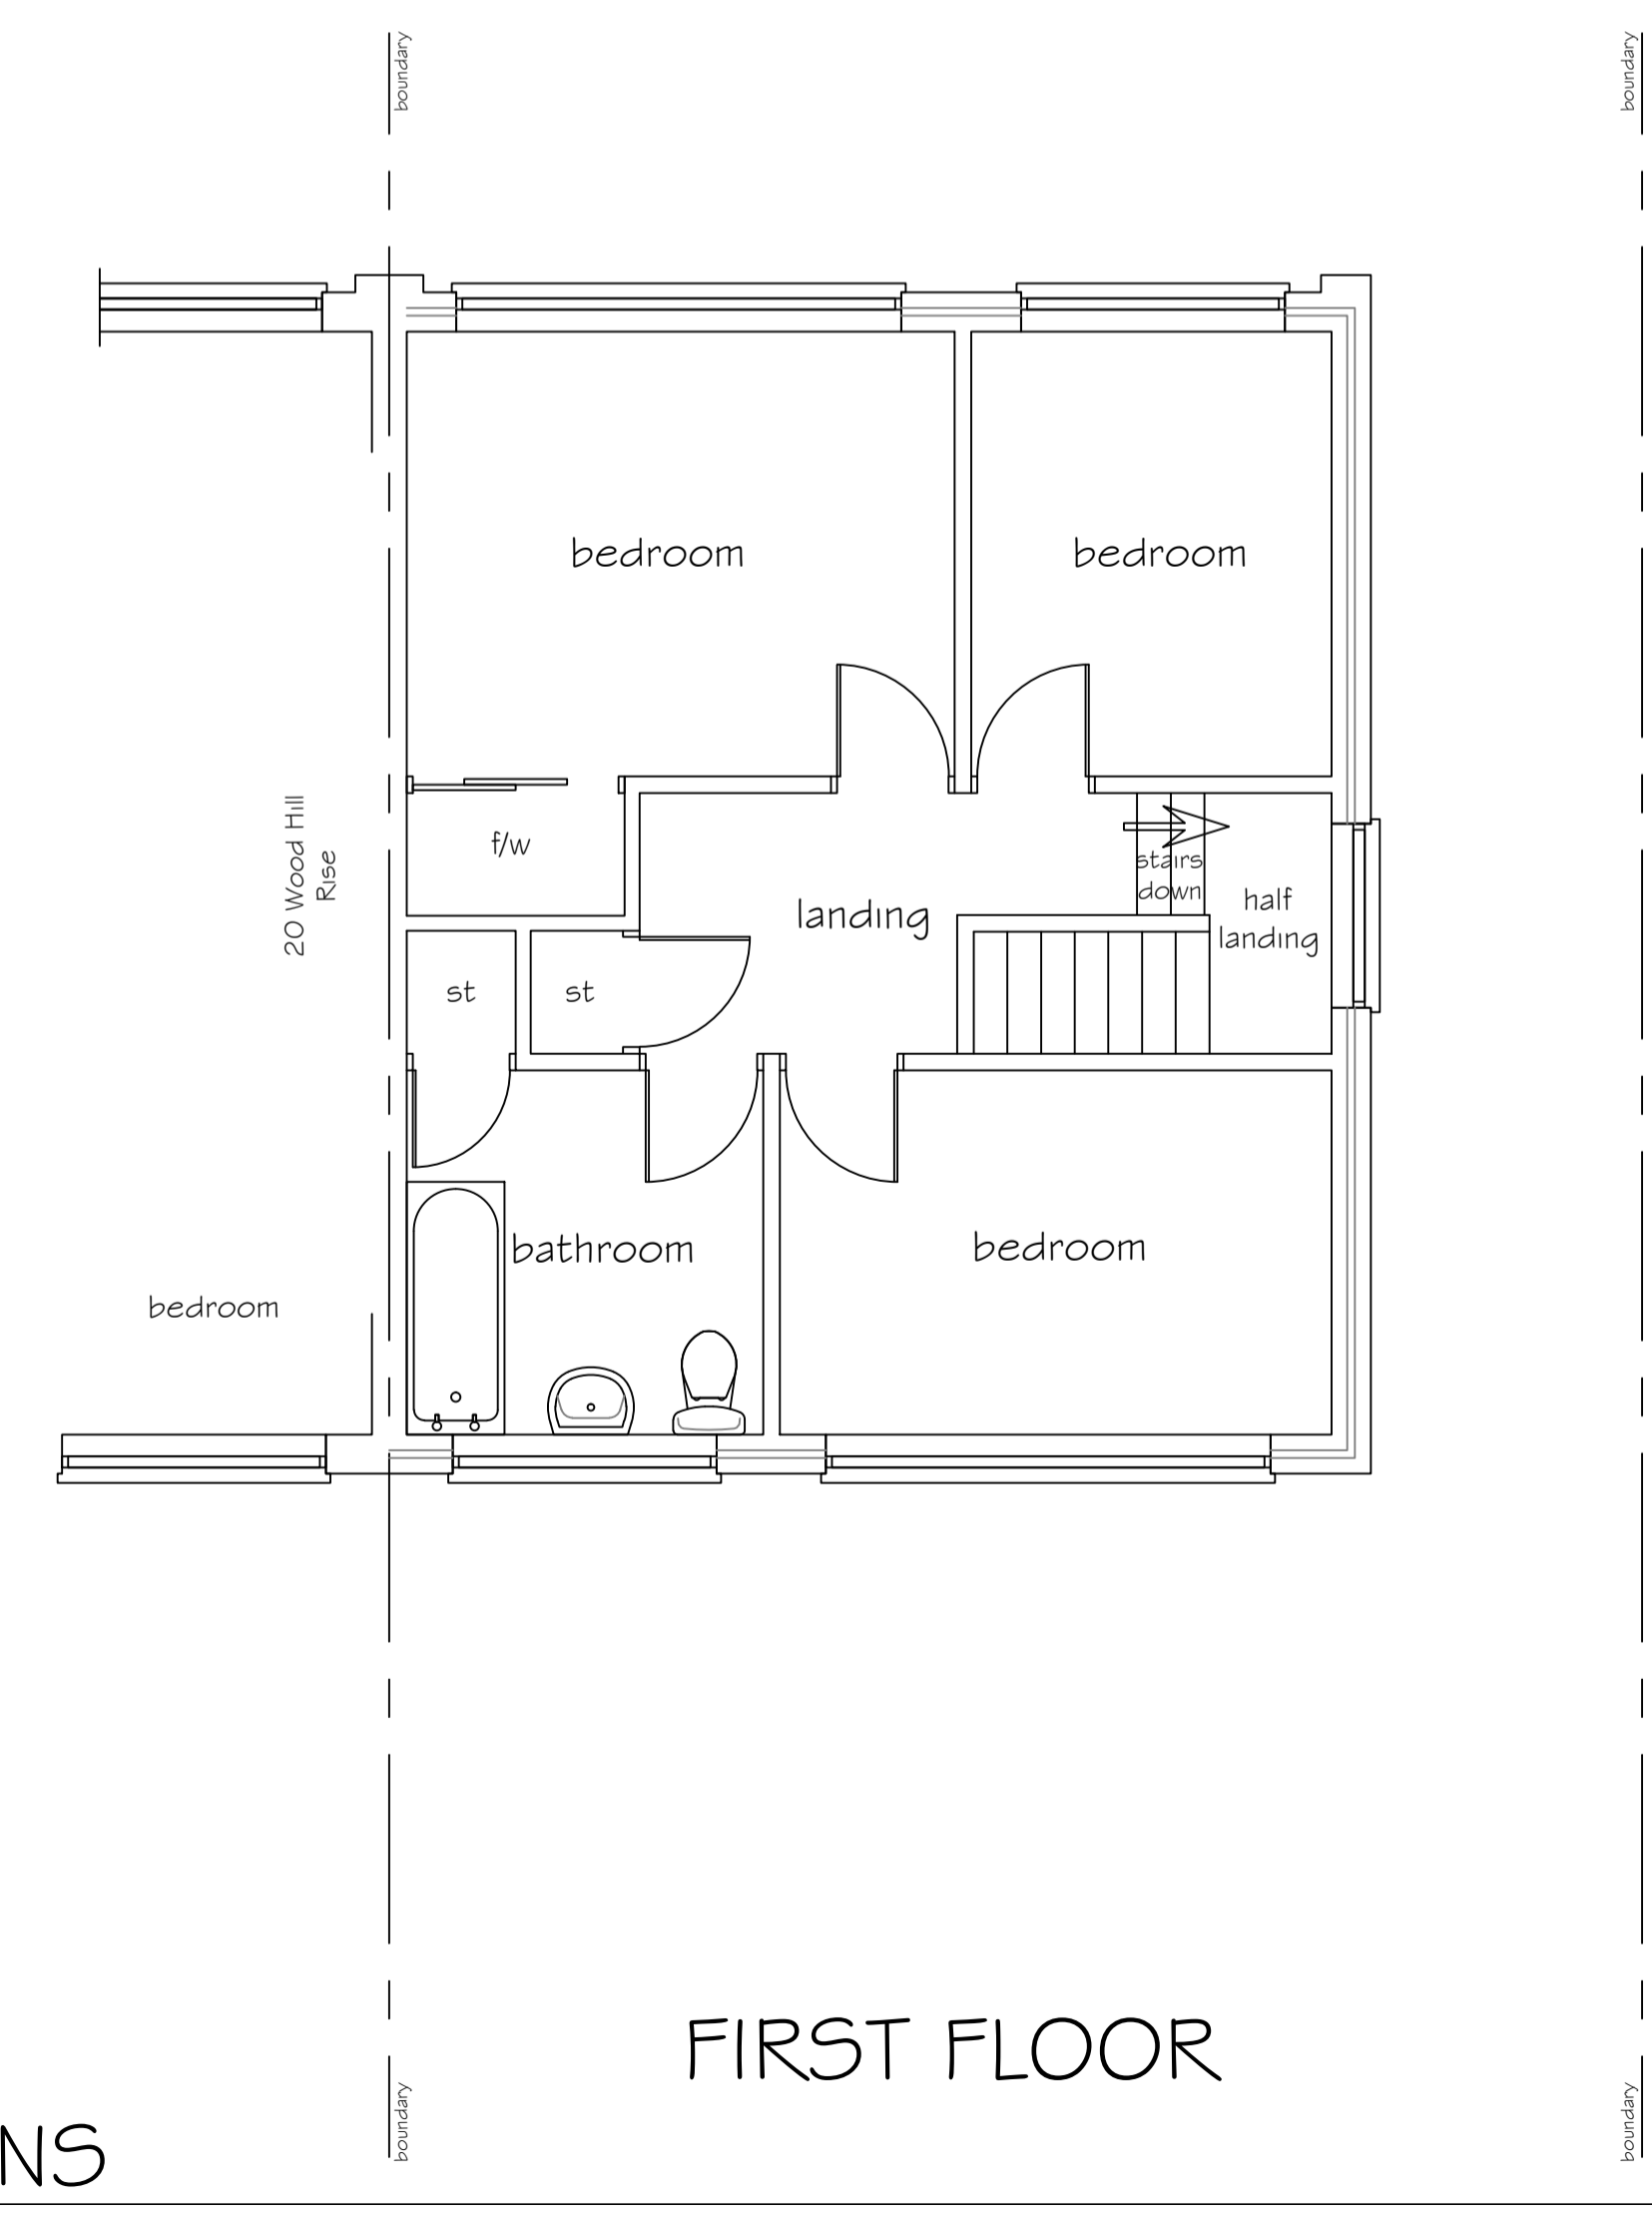 boundary
boundary
bedroom
bedroom
20 Wood Hill
Rise
f/w
stairs
down
half
landing
landing
st
st
bathroom
bedroom
bedroom
FIRST FLOOR
boundary
boundary
NS